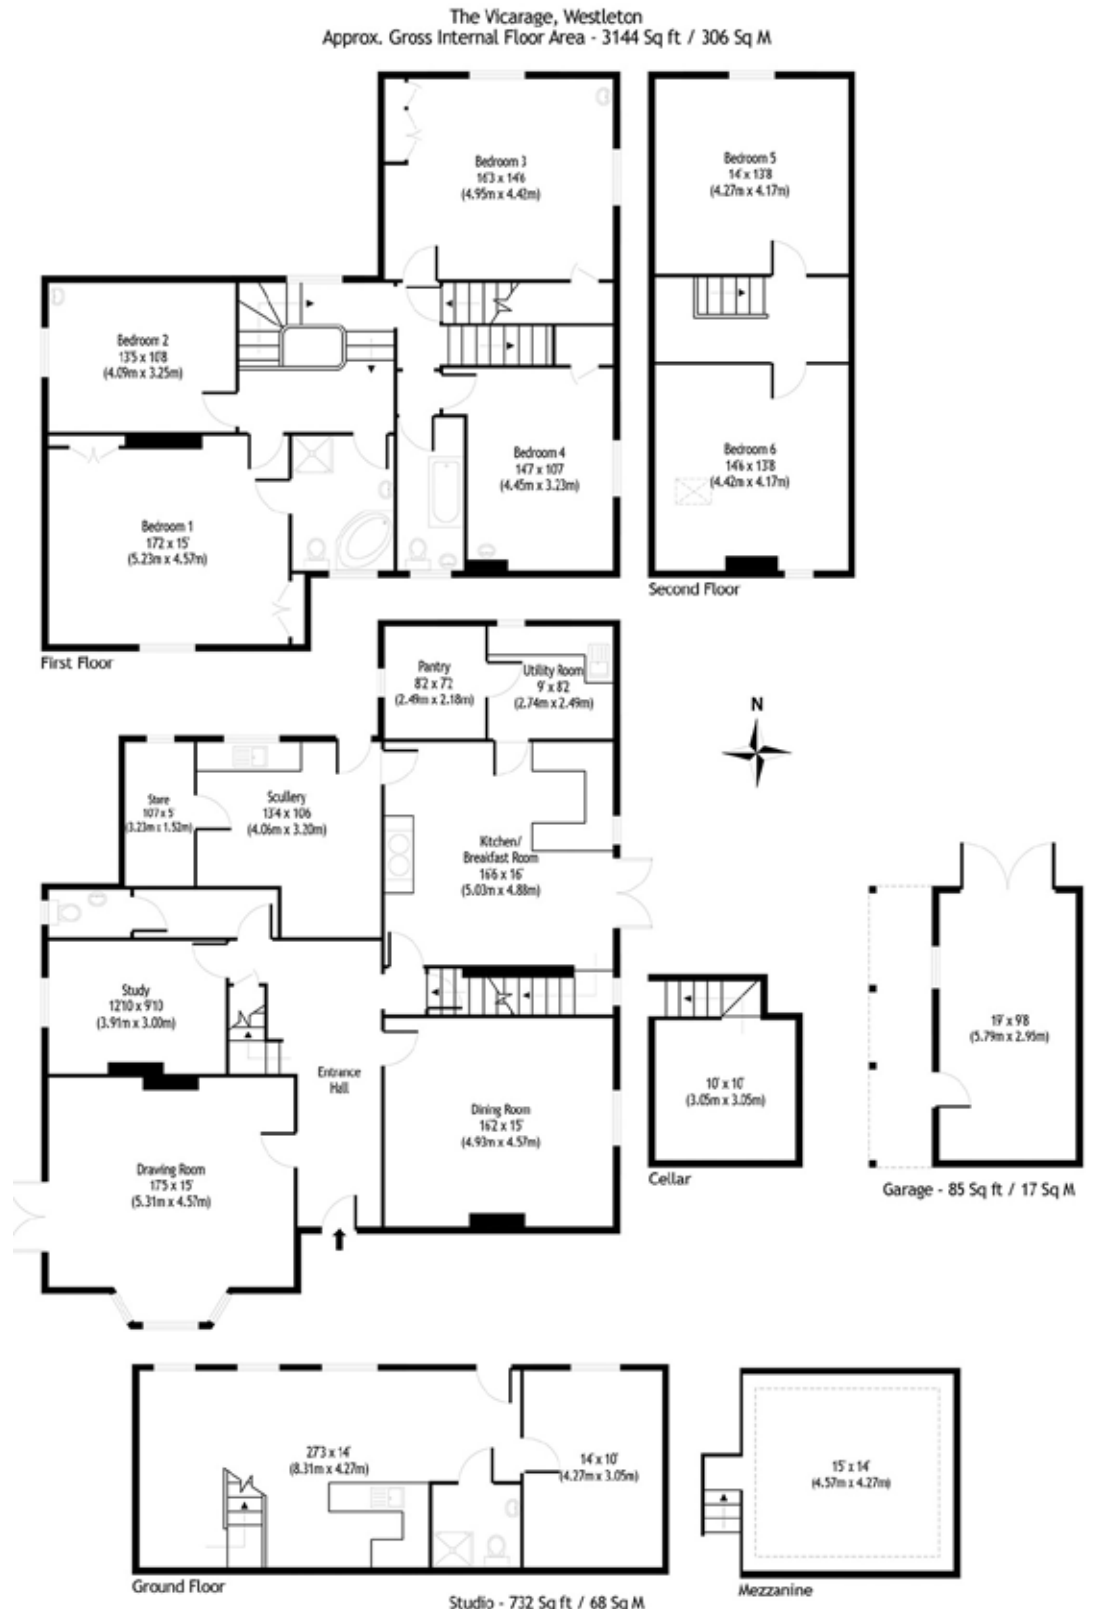 The Vicarage, Westleton
Approx. Gross Internal Floor Area - 3144 Sq ft / 306 Sq M
Bedroom 3
16'3 x 14'6
(4.95m x 4.42m)
Bedroom 5
14' x 13'8
(4.27m x 4.17m)
Bedroom 2
13'5 x 10'8
(4.09m x 3.25m)
Bedroom 4
14'7 x 10'7
(4.45m x 3.23m)
Bedroom 6
14'6 x 13'8
(4.42m x 4.17m)
Bedroom 1
17'2 x 15'
(5.23m x 4.57m)
Second Floor
First Floor
Pantry
8'2 x 7'2
(2.49m x 2.18m)
Utility Room
9' x 8'2
(2.74m x 2.49m)
N
Store
10'7 x 5'
(3.23m x 1.52m)
Scullery
13'4 x 10'6
(4.06m x 3.20m)
Kitchen/
Breakfast Room
16'6 x 16'
(5.03m x 4.88m)
Study
12'10 x 9'10
(3.91m x 3.00m)
Entrance
Hall
Dining Room
16'2 x 15'
(4.93m x 4.57m)
Drawing Room
17'5 x 15'
(5.31m x 4.57m)
10' x 10'
(3.05m x 3.05m)
Cellar
19' x 9'8
(5.79m x 2.95m)
Garage - 85 Sq ft / 17 Sq M
27'3 x 14'
(8.31m x 4.27m)
14' x 10'
(4.27m x 3.05m)
15' x 14'
(4.57m x 4.27m)
Ground Floor
Mezzanine
Studio - 732 Sq ft / 68 Sq M